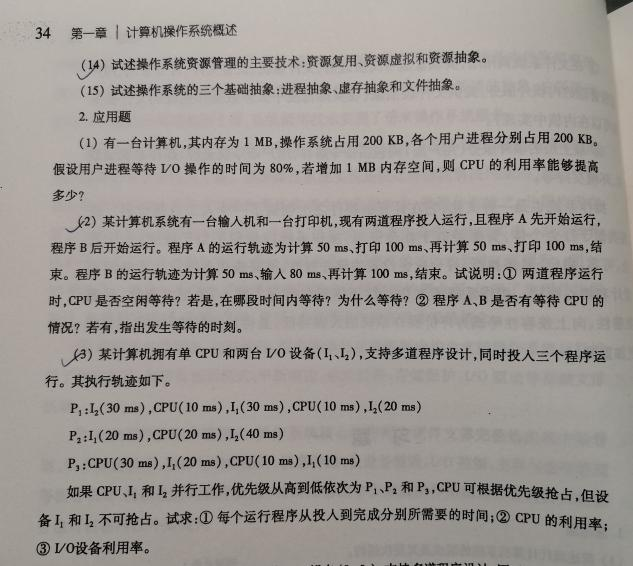 34 第一章 | 计算机操作系统概述
(14) 试述操作系统资源管理的主要技术:资源复用、资源虚拟和资源抽象。
(15) 试述操作系统的三个基础抽象:进程抽象、虚存抽象和文件抽象。
2. 应用题
(1) 有一台计算机,其内存为 1 MB,操作系统占用 200 KB,各个用户进程分别占用 200 KB。
假设用户进程等待 I/O 操作的时间为 80%,若增加 1 MB 内存空间,则 CPU 的利用率能够提高
多少?
(2) 某计算机系统有一台输入机和一台打印机,现有两道程序投入运行,且程序 A 先开始运行,
程序 B 后开始运行。程序 A 的运行轨迹为计算 50 ms、打印 100 ms、再计算 50 ms、打印 100 ms,结
束。程序 B 的运行轨迹为计算 50 ms、输入 80 ms、再计算 100 ms,结束。试说明:① 两道程序运行
时,CPU 是否空闲等待? 若是,在哪段时间内等待? 为什么等待? ② 程序 A、B 是否有等待 CPU 的
情况? 若有,指出发生等待的时刻。
(3) 某计算机拥有单 CPU 和两台 I/O 设备(I₁、I₂),支持多道程序设计,同时投入三个程序运
行。其执行轨迹如下。
P₁:I₂(30 ms),CPU(10 ms),I₁(30 ms),CPU(10 ms),I₂(20 ms)
P₂:I₁(20 ms),CPU(20 ms),I₂(40 ms)
P₃:CPU(30 ms),I₁(20 ms),CPU(10 ms),I₁(10 ms)
如果 CPU、I₁ 和 I₂ 并行工作,优先级从高到低依次为 P₁、P₂ 和 P₃,CPU 可根据优先级抢占,但设
备 I₁ 和 I₂ 不可抢占。试求:① 每个运行程序从投入到完成分别所需要的时间;② CPU 的利用率;
③ I/O设备利用率。